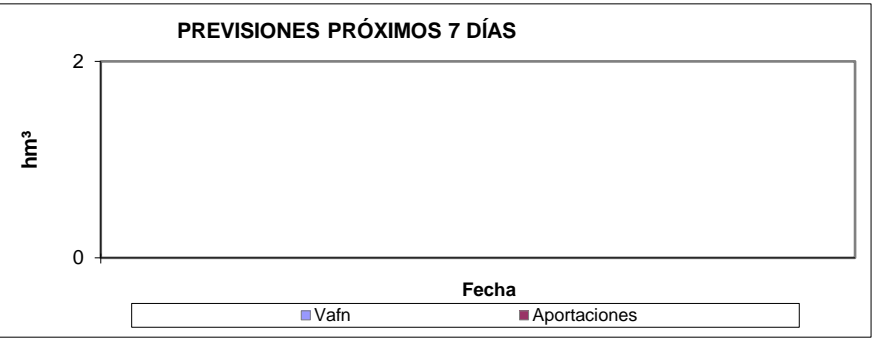 PREVISIONES PRÓXIMOS 7 DÍAS
2
hm³
0
Fecha
Vafn
Aportaciones